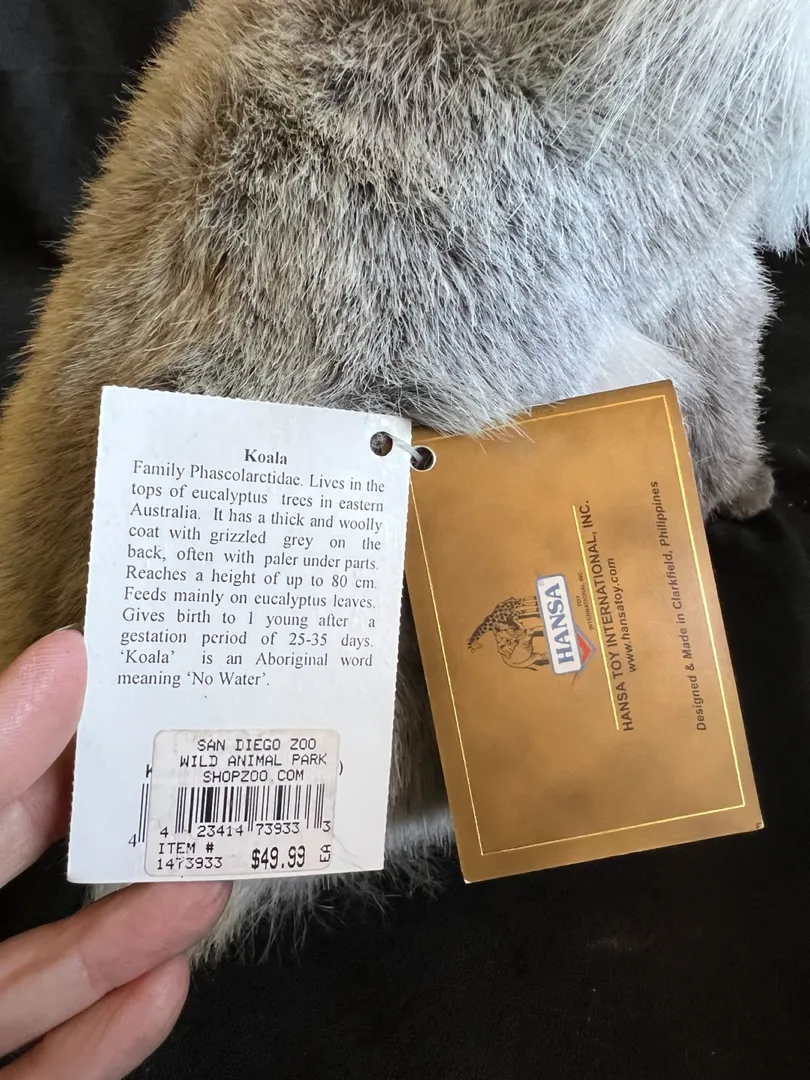 Koala
Family Phascolarctidae. Lives in the
tops of eucalyptus trees in eastern
Australia. It has a thick and woolly
coat with grizzled grey on the
back, often with paler under parts.
Reaches a height of up to 80 cm.
Feeds mainly on eucalyptus leaves.
Gives birth to 1 young after a
gestation period of 25-35 days.
‘Koala’ is an Aboriginal word
meaning ‘No Water’.
SAN DIEGO ZOO
WILD ANIMAL PARK
SHOPZOO.COM
4 23414 73933 3
ITEM #
1473933 $49.99 EA
4
HANSA
TOY
INTERNATIONAL, INC.
HANSA TOY INTERNATIONAL, INC.
www.hansatoy.com
Designed & Made in Clarkfield, Philippines